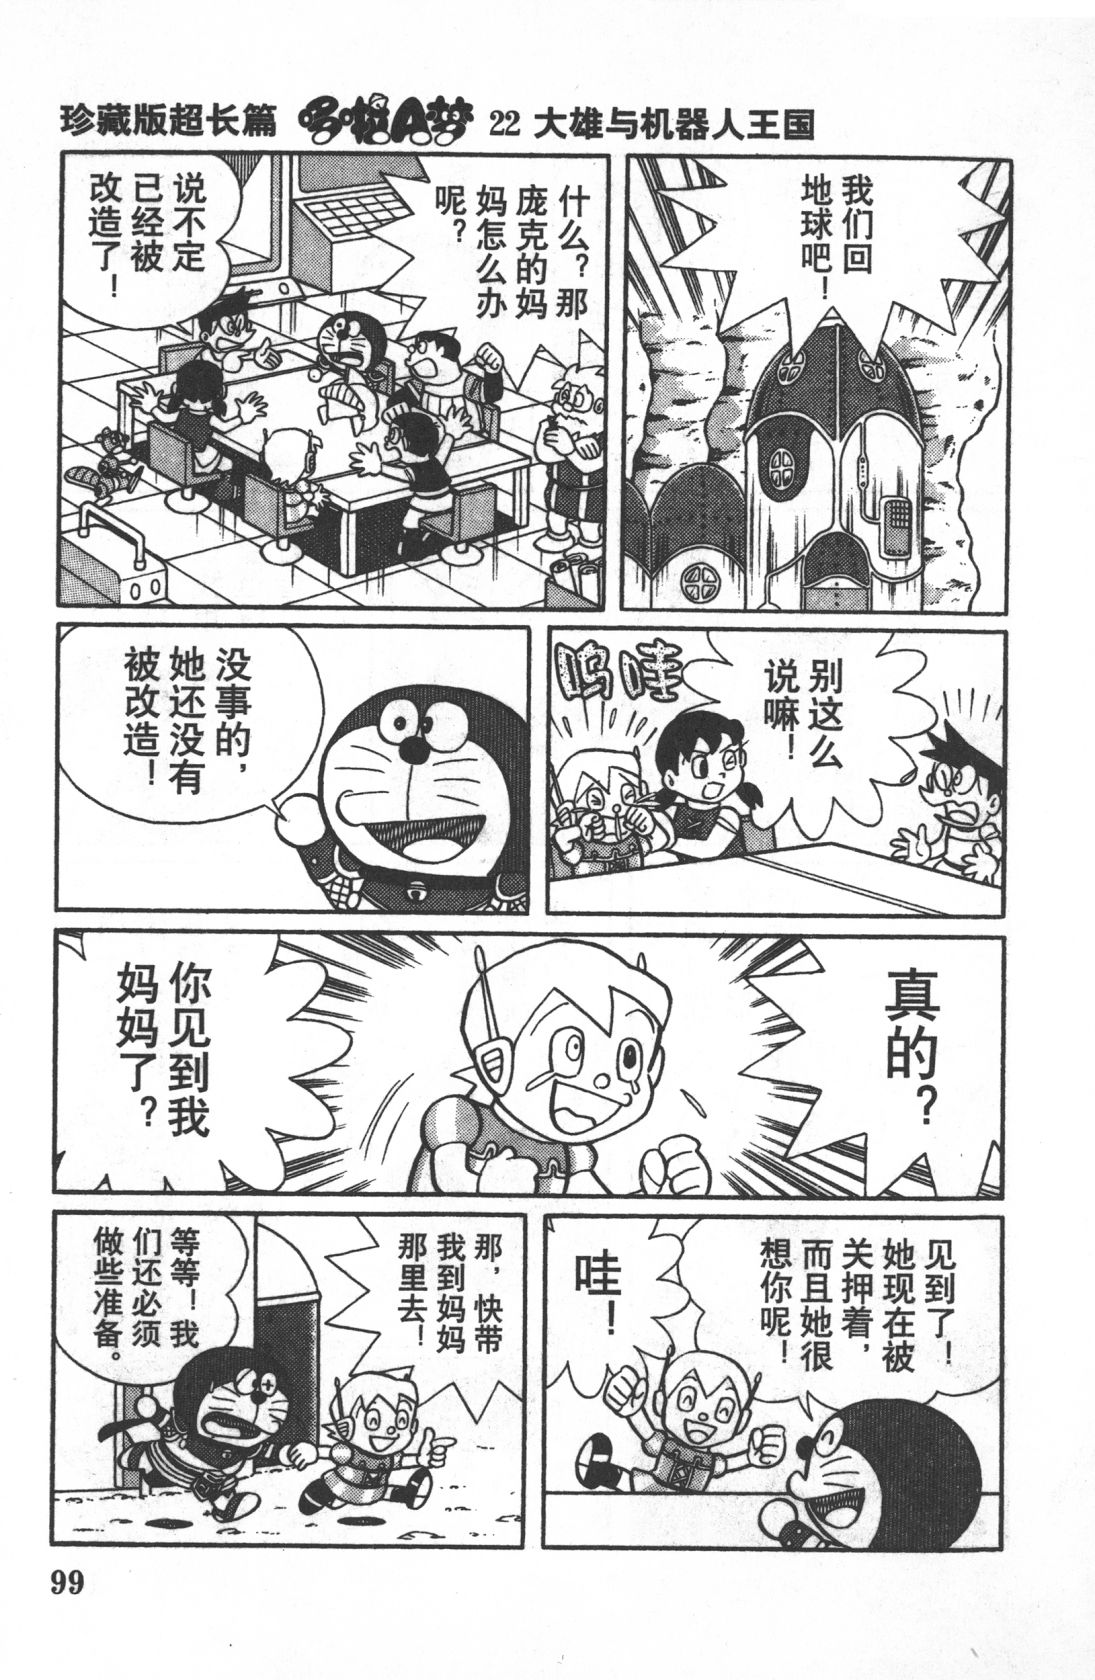 珍藏版超长篇 哆啦A梦 22 大雄与机器人王国
我们回
地球吧！
什么？那
庞克的妈
妈怎么办
呢？
说不定
已经被
改造了！
别这么
说嘛！
呜哇
没事的，
她还没有
被改造！
真的？
你见到我
妈妈了？
见到了！
她现在被
关押着，
而且她很
想你呢！
哇！
那，快带
我到妈妈
那里去！
等等！我
们还必须
做些准备。
99